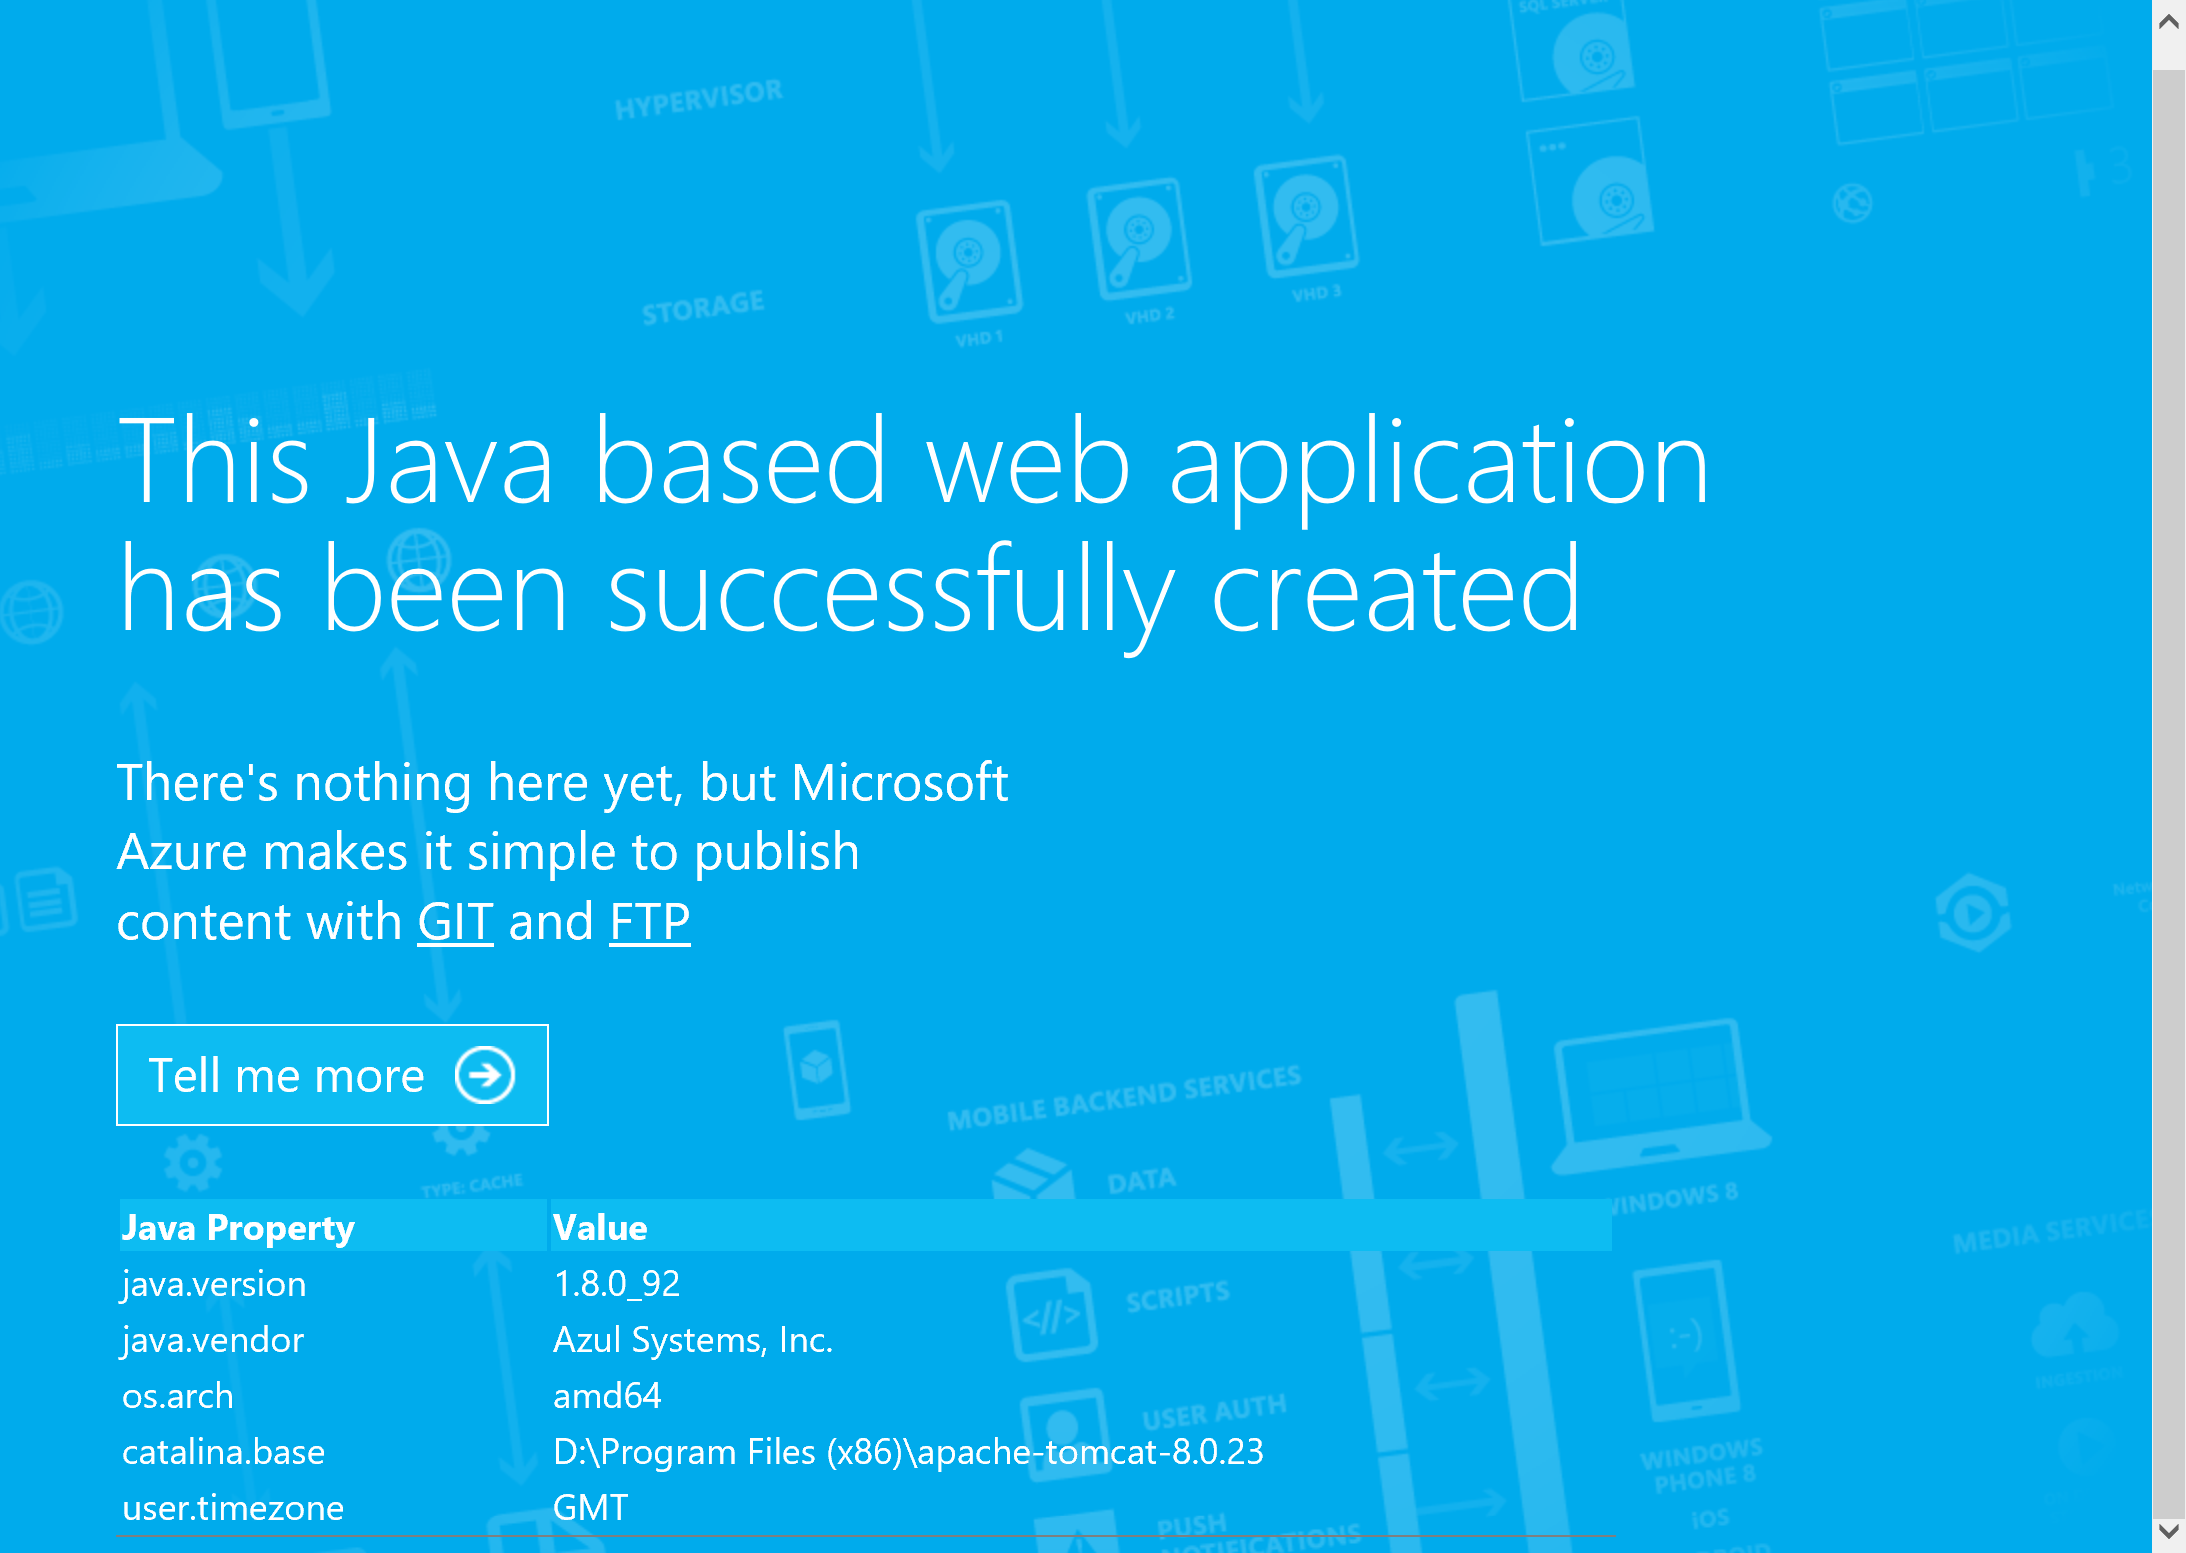 SQL SERVER
HYPERVISOR
3
STORAGE
VHD 1
VHD 2
VHD 3
This Java based web application
has been successfully created
There's nothing here yet, but Microsoft
Azure makes it simple to publish
content with GIT and FTP
Tell me more
MOBILE BACKEND SERVICES
TYPE: CACHE
DATA
WINDOWS 8
Java Property Value
MEDIA SERVICES
java.version 1.8.0_92
SCRIPTS
:-)
java.vendor Azul Systems, Inc.
INGESTION
os.arch amd64
USER AUTH
catalina.base D:\Program Files (x86)\apache-tomcat-8.0.23
WINDOWS
PHONE 8
user.timezone GMT
iOS
PUSH
NOTIFICATIONS